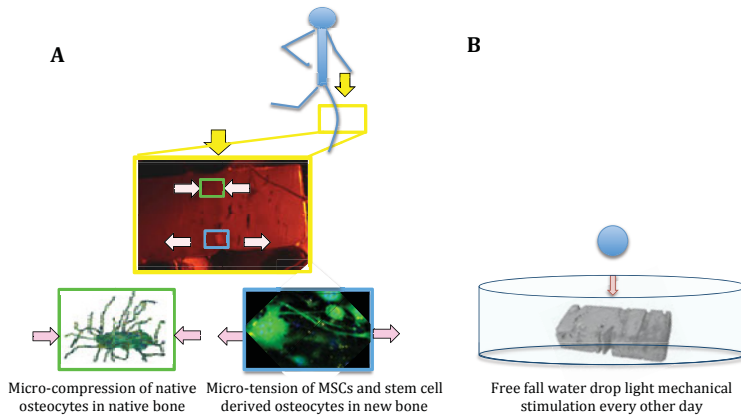 A
B
Micro-compression of native
osteocytes in native bone
Micro-tension of MSCs and stem cell
derived osteocytes in new bone
Free fall water drop light mechanical
stimulation every other day